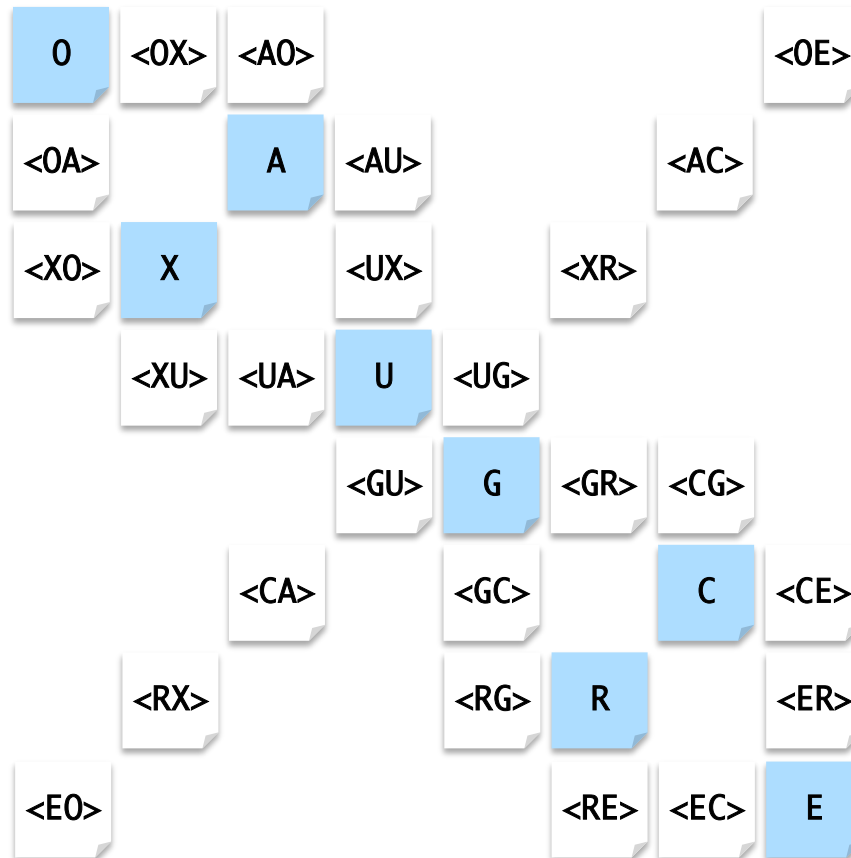 O <OX> <AO> <OE>
<OA> A <AU> <AC>
<XO> X <UX> <XR>
<XU> <UA> U <UG>
<GU> G <GR> <CG>
<CA> <GC> C <CE>
<RX> <RG> R <ER>
<EO> <RE> <EC> E